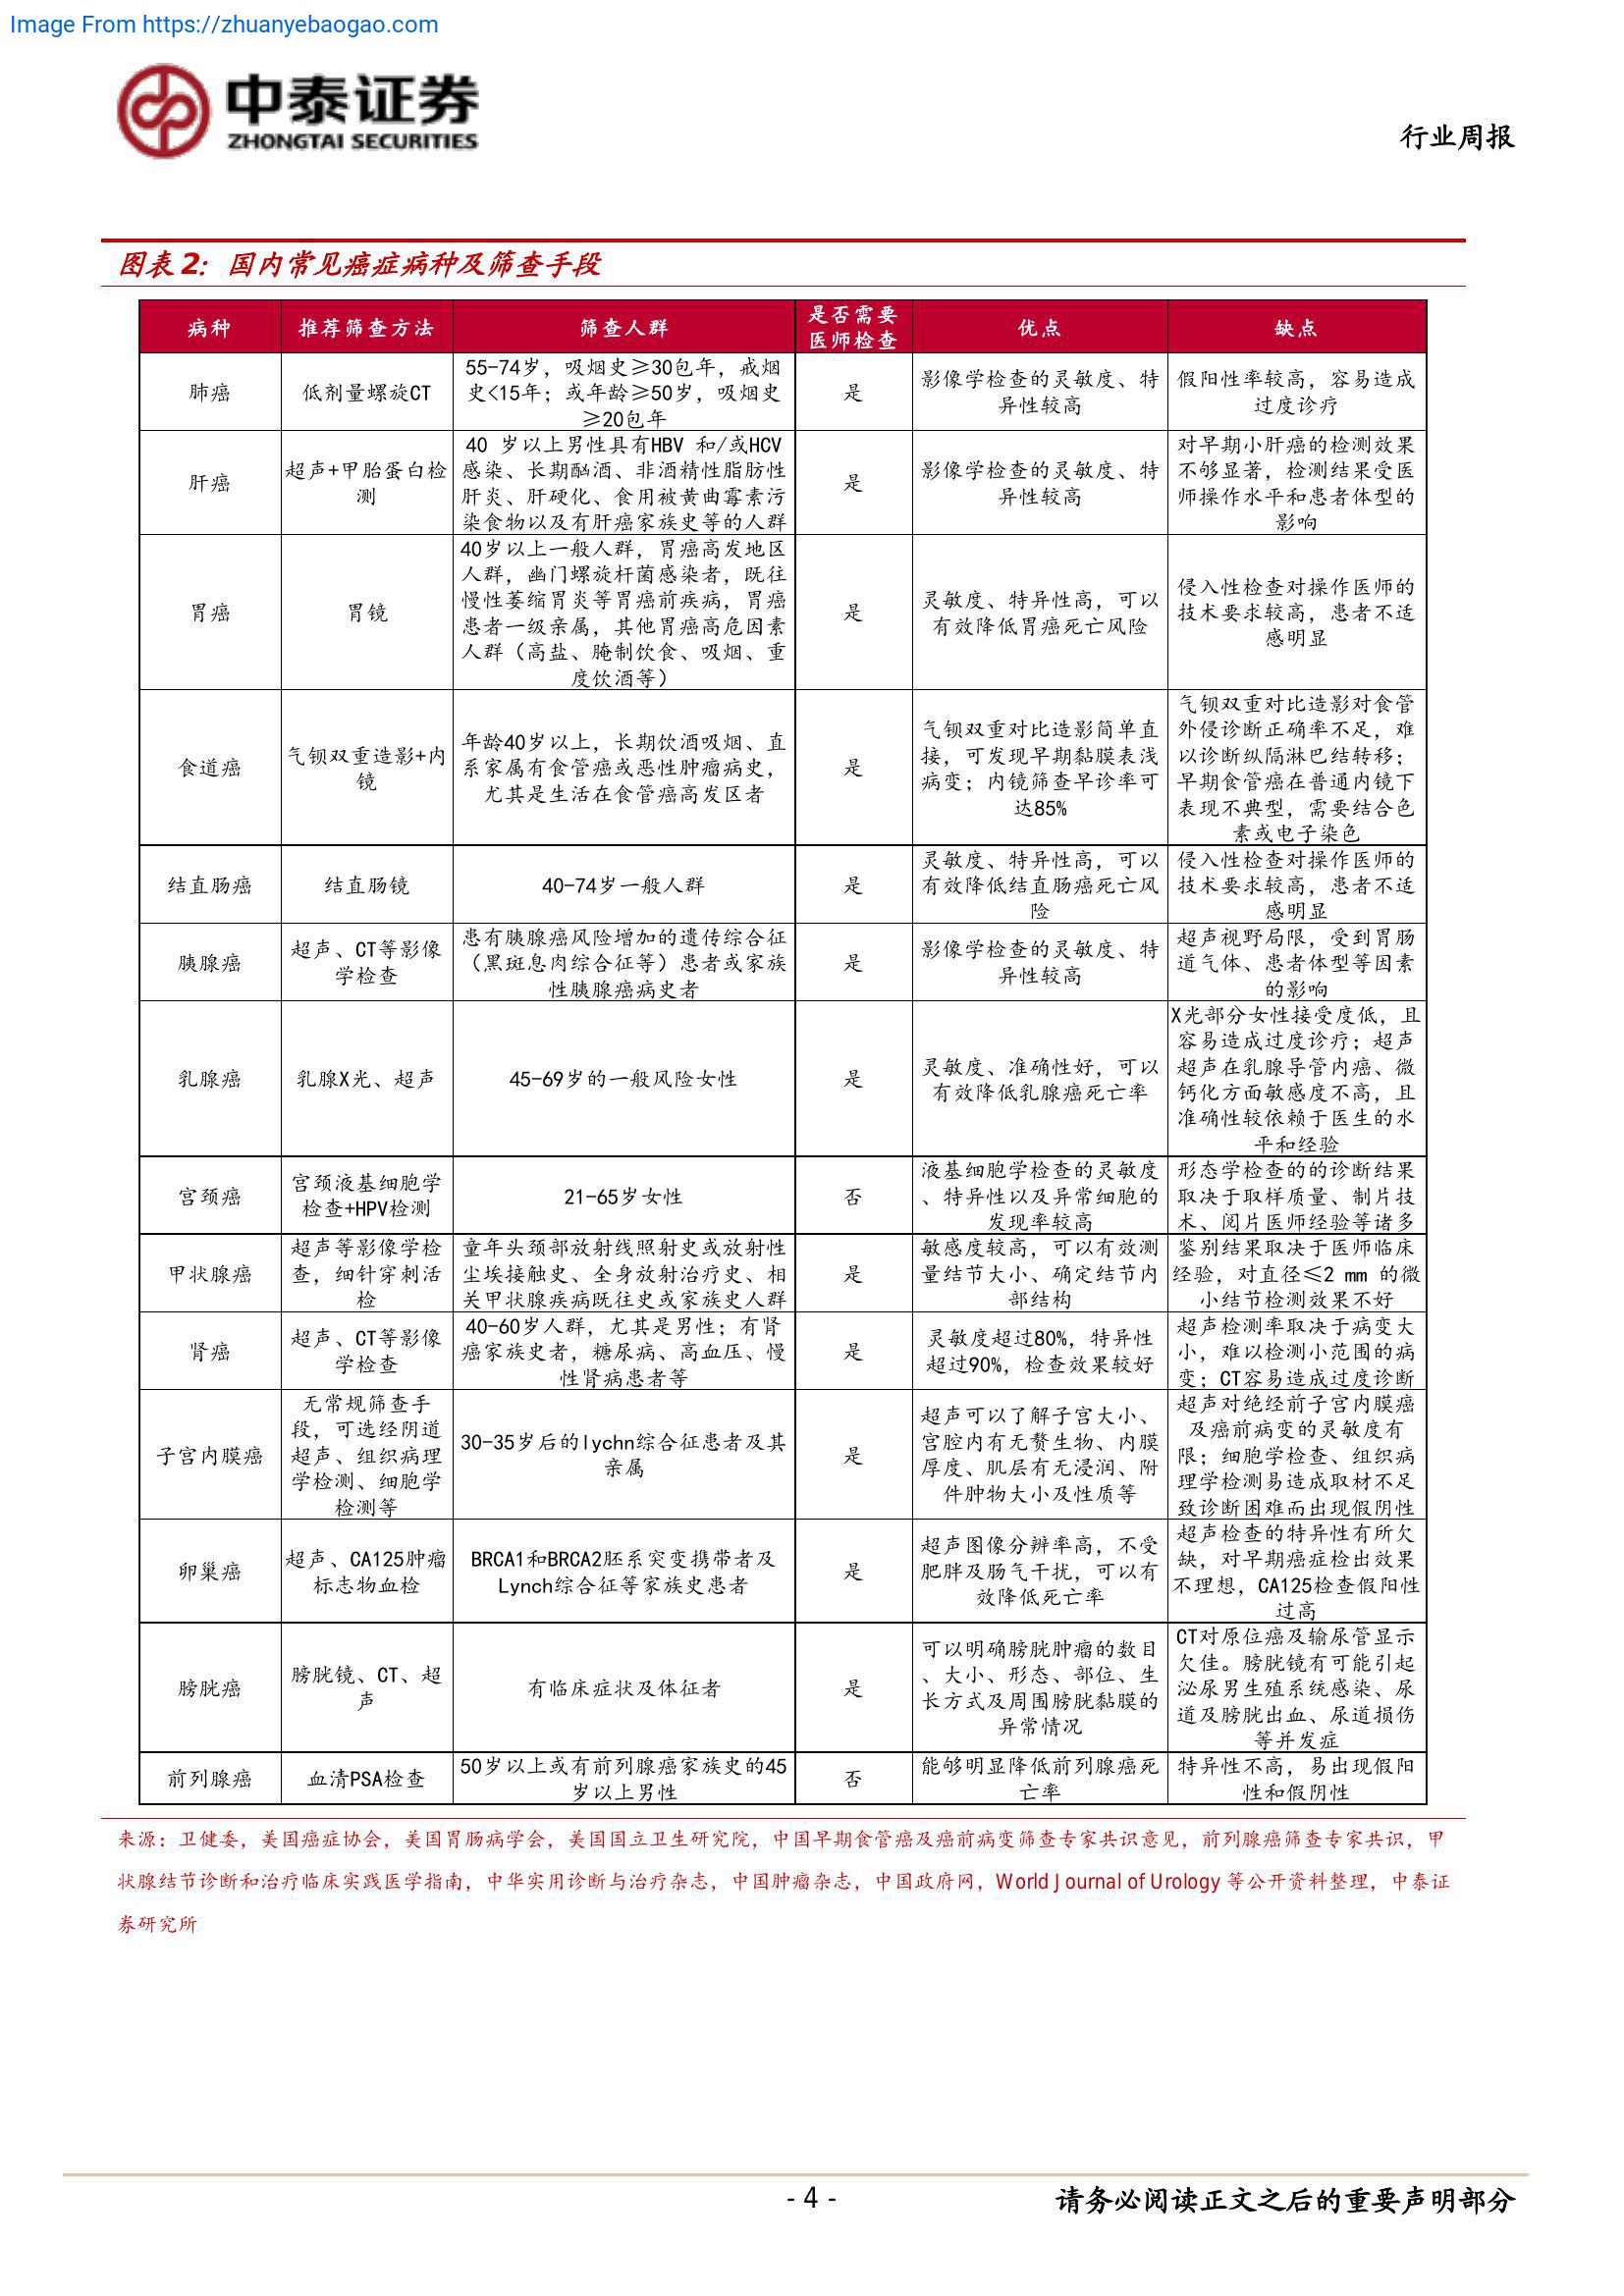 Image From https://zhuanyebaogao.com
中泰证券
ZHONGTAI SECURITIES
行业周报
图表 2：国内常见癌症病种及筛查手段
病种 推荐筛查方法 筛查人群 是否需要医师检查 优点 缺点
肺癌
低剂量螺旋CT
55-74岁，吸烟史≥30包年，戒烟
史<15年；或年龄≥50岁，吸烟史
≥20包年
是
影像学检查的灵敏度、特
异性较高
假阳性率较高，容易造成
过度诊疗
肝癌
超声+甲胎蛋白检
测
40 岁以上男性具有HBV 和/或HCV
感染、长期酗酒、非酒精性脂肪性
肝炎、肝硬化、食用被黄曲霉素污
染食物以及有肝癌家族史等的人群
是
影像学检查的灵敏度、特
异性较高
对早期小肝癌的检测效果
不够显著，检测结果受医
师操作水平和患者体型的
影响
胃癌
胃镜
40岁以上一般人群，胃癌高发地区
人群，幽门螺旋杆菌感染者，既往
慢性萎缩胃炎等胃癌前疾病，胃癌
患者一级亲属，其他胃癌高危因素
人群（高盐、腌制饮食、吸烟、重
度饮酒等）
是
灵敏度、特异性高，可以
有效降低胃癌死亡风险
侵入性检查对操作医师的
技术要求较高，患者不适
感明显
食道癌
气钡双重造影+内
镜
年龄40岁以上，长期饮酒吸烟、直
系家属有食管癌或恶性肿瘤病史，
尤其是生活在食管癌高发区者
是
气钡双重对比造影简单直
接，可发现早期黏膜表浅
病变；内镜筛查早诊率可
达85%
气钡双重对比造影对食管
外侵诊断正确率不足，难
以诊断纵隔淋巴结转移；
早期食管癌在普通内镜下
表现不典型，需要结合色
素或电子染色
结直肠癌
结直肠镜
40-74岁一般人群
是
灵敏度、特异性高，可以
有效降低结直肠癌死亡风
险
侵入性检查对操作医师的
技术要求较高，患者不适
感明显
胰腺癌
超声、CT等影像
学检查
患有胰腺癌风险增加的遗传综合征
（黑斑息肉综合征等）患者或家族
性胰腺癌病史者
是
影像学检查的灵敏度、特
异性较高
超声视野局限，受到胃肠
道气体、患者体型等因素
的影响
乳腺癌
乳腺X光、超声
45-69岁的一般风险女性
是
灵敏度、准确性好，可以
有效降低乳腺癌死亡率
X光部分女性接受度低，且
容易造成过度诊疗；超声
超声在乳腺导管内癌、微
钙化方面敏感度不高，且
准确性较依赖于医生的水
平和经验
宫颈癌
宫颈液基细胞学
检查+HPV检测
21-65岁女性
否
液基细胞学检查的灵敏度
、特异性以及异常细胞的
发现率较高
形态学检查的的诊断结果
取决于取样质量、制片技
术、阅片医师经验等诸多
甲状腺癌
超声等影像学检
查，细针穿刺活
检
童年头颈部放射线照射史或放射性
尘埃接触史、全身放射治疗史、相
关甲状腺疾病既往史或家族史人群
是
敏感度较高，可以有效测
量结节大小、确定结节内
部结构
鉴别结果取决于医师临床
经验，对直径≤2 mm 的微
小结节检测效果不好
肾癌
超声、CT等影像
学检查
40-60岁人群，尤其是男性；有肾
癌家族史者，糖尿病、高血压、慢
性肾病患者等
是
灵敏度超过80%，特异性
超过90%，检查效果较好
超声检测率取决于病变大
小，难以检测小范围的病
变；CT容易造成过度诊断
子宫内膜癌
无常规筛查手
段，可选经阴道
超声、组织病理
学检测、细胞学
检测等
30-35岁后的lychn综合征患者及其
亲属
是
超声可以了解子宫大小、
宫腔内有无赘生物、内膜
厚度、肌层有无浸润、附
件肿物大小及性质等
超声对绝经前子宫内膜癌
及癌前病变的灵敏度有
限；细胞学检查、组织病
理学检测易造成取材不足
致诊断困难而出现假阴性
卵巢癌
超声、CA125肿瘤
标志物血检
BRCA1和BRCA2胚系突变携带者及
Lynch综合征等家族史患者
是
超声图像分辨率高，不受
肥胖及肠气干扰，可以有
效降低死亡率
超声检查的特异性有所欠
缺，对早期癌症检出效果
不理想，CA125检查假阳性
过高
膀胱癌
膀胱镜、CT、超
声
有临床症状及体征者
是
可以明确膀胱肿瘤的数目
、大小、形态、部位、生
长方式及周围膀胱黏膜的
异常情况
CT对原位癌及输尿管显示
欠佳。膀胱镜有可能引起
泌尿男生殖系统感染、尿
道及膀胱出血、尿道损伤
等并发症
前列腺癌
血清PSA检查
50岁以上或有前列腺癌家族史的45
岁以上男性
否
能够明显降低前列腺癌死
亡率
特异性不高，易出现假阳
性和假阴性
来源：卫健委，美国癌症协会，美国胃肠病学会，美国国立卫生研究院，中国早期食管癌及癌前病变筛查专家共识意见，前列腺癌筛查专家共识，甲
状腺结节诊断和治疗临床实践医学指南，中华实用诊断与治疗杂志，中国肿瘤杂志，中国政府网，World Journal of Urology 等公开资料整理，中泰证
券研究所
- 4 -
请务必阅读正文之后的重要声明部分